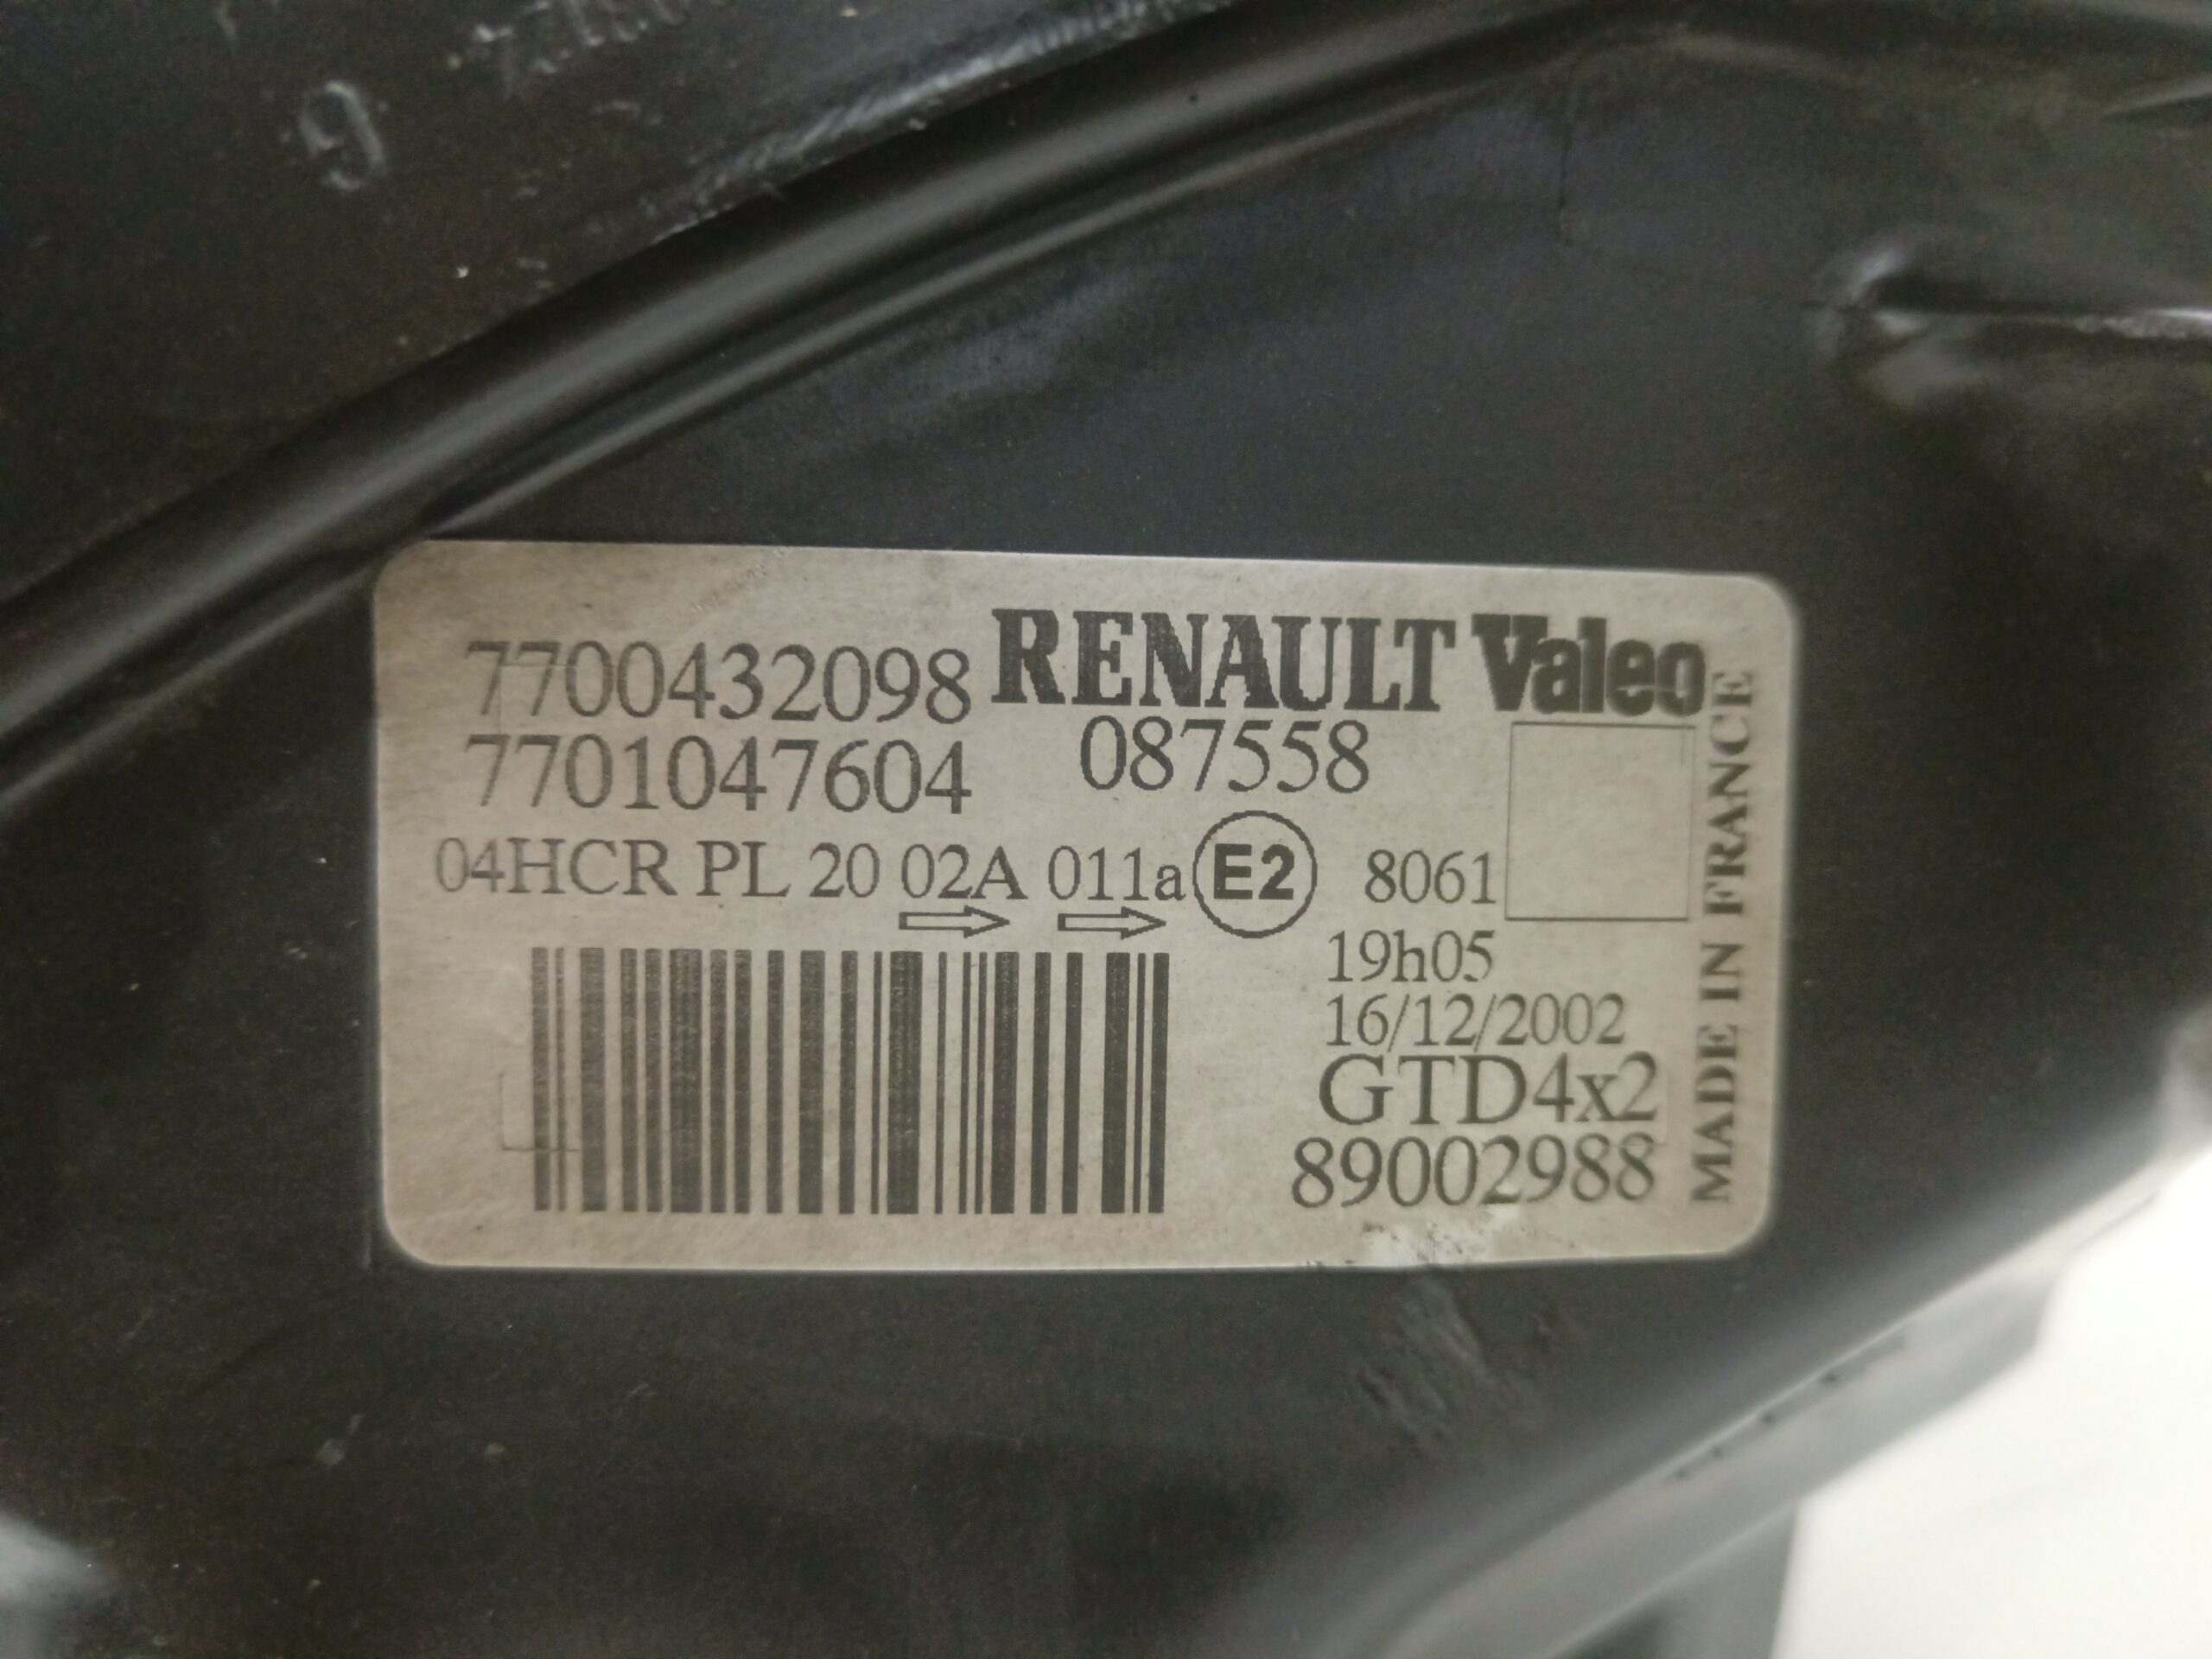 7700432098 RENAULT Valeo
7701047604 087558
04HCR PL 20 02A 011a E2 8061
19h05
16/12/2002
GTD4x2
89002988
MADE IN FRANCE